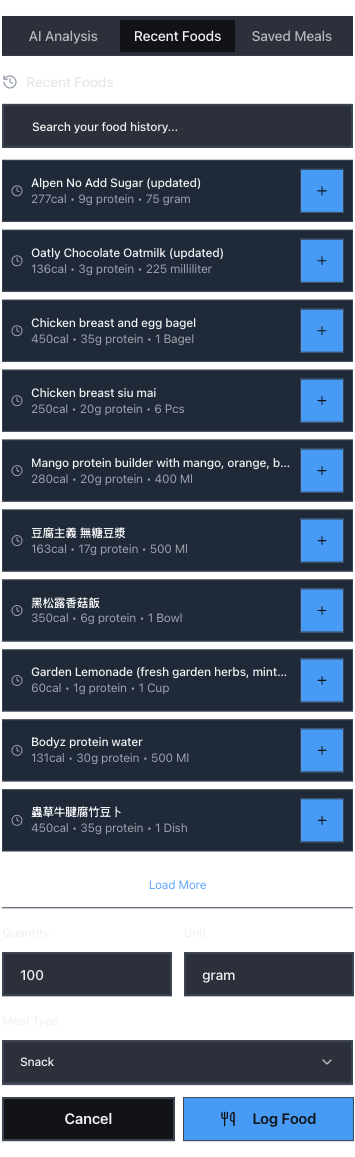 AI Analysis Recent Foods Saved Meals
Recent Foods
Search your food history...
Alpen No Add Sugar (updated)
277cal • 9g protein • 75 gram
+
Oatly Chocolate Oatmilk (updated)
136cal • 3g protein • 225 milliliter
+
Chicken breast and egg bagel
450cal • 35g protein • 1 Bagel
+
Chicken breast siu mai
250cal • 20g protein • 6 Pcs
+
Mango protein builder with mango, orange, b...
280cal • 20g protein • 400 Ml
+
豆腐主義 無糖豆漿
163cal • 17g protein • 500 Ml
+
黑松露香菇飯
350cal • 6g protein • 1 Bowl
+
Garden Lemonade (fresh garden herbs, mint...
60cal • 1g protein • 1 Cup
+
Bodyz protein water
131cal • 30g protein • 500 Ml
+
蟲草牛腱腐竹豆卜
450cal • 35g protein • 1 Dish
+
Load More
Quantity Unit
100 gram
Meal Type
Snack
Cancel Log Food